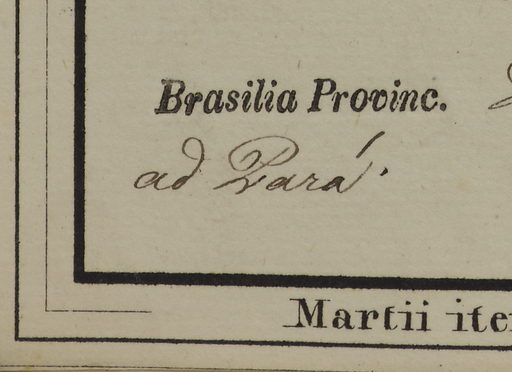 Brasilia Provinc.
ad Pará.
Martii ite